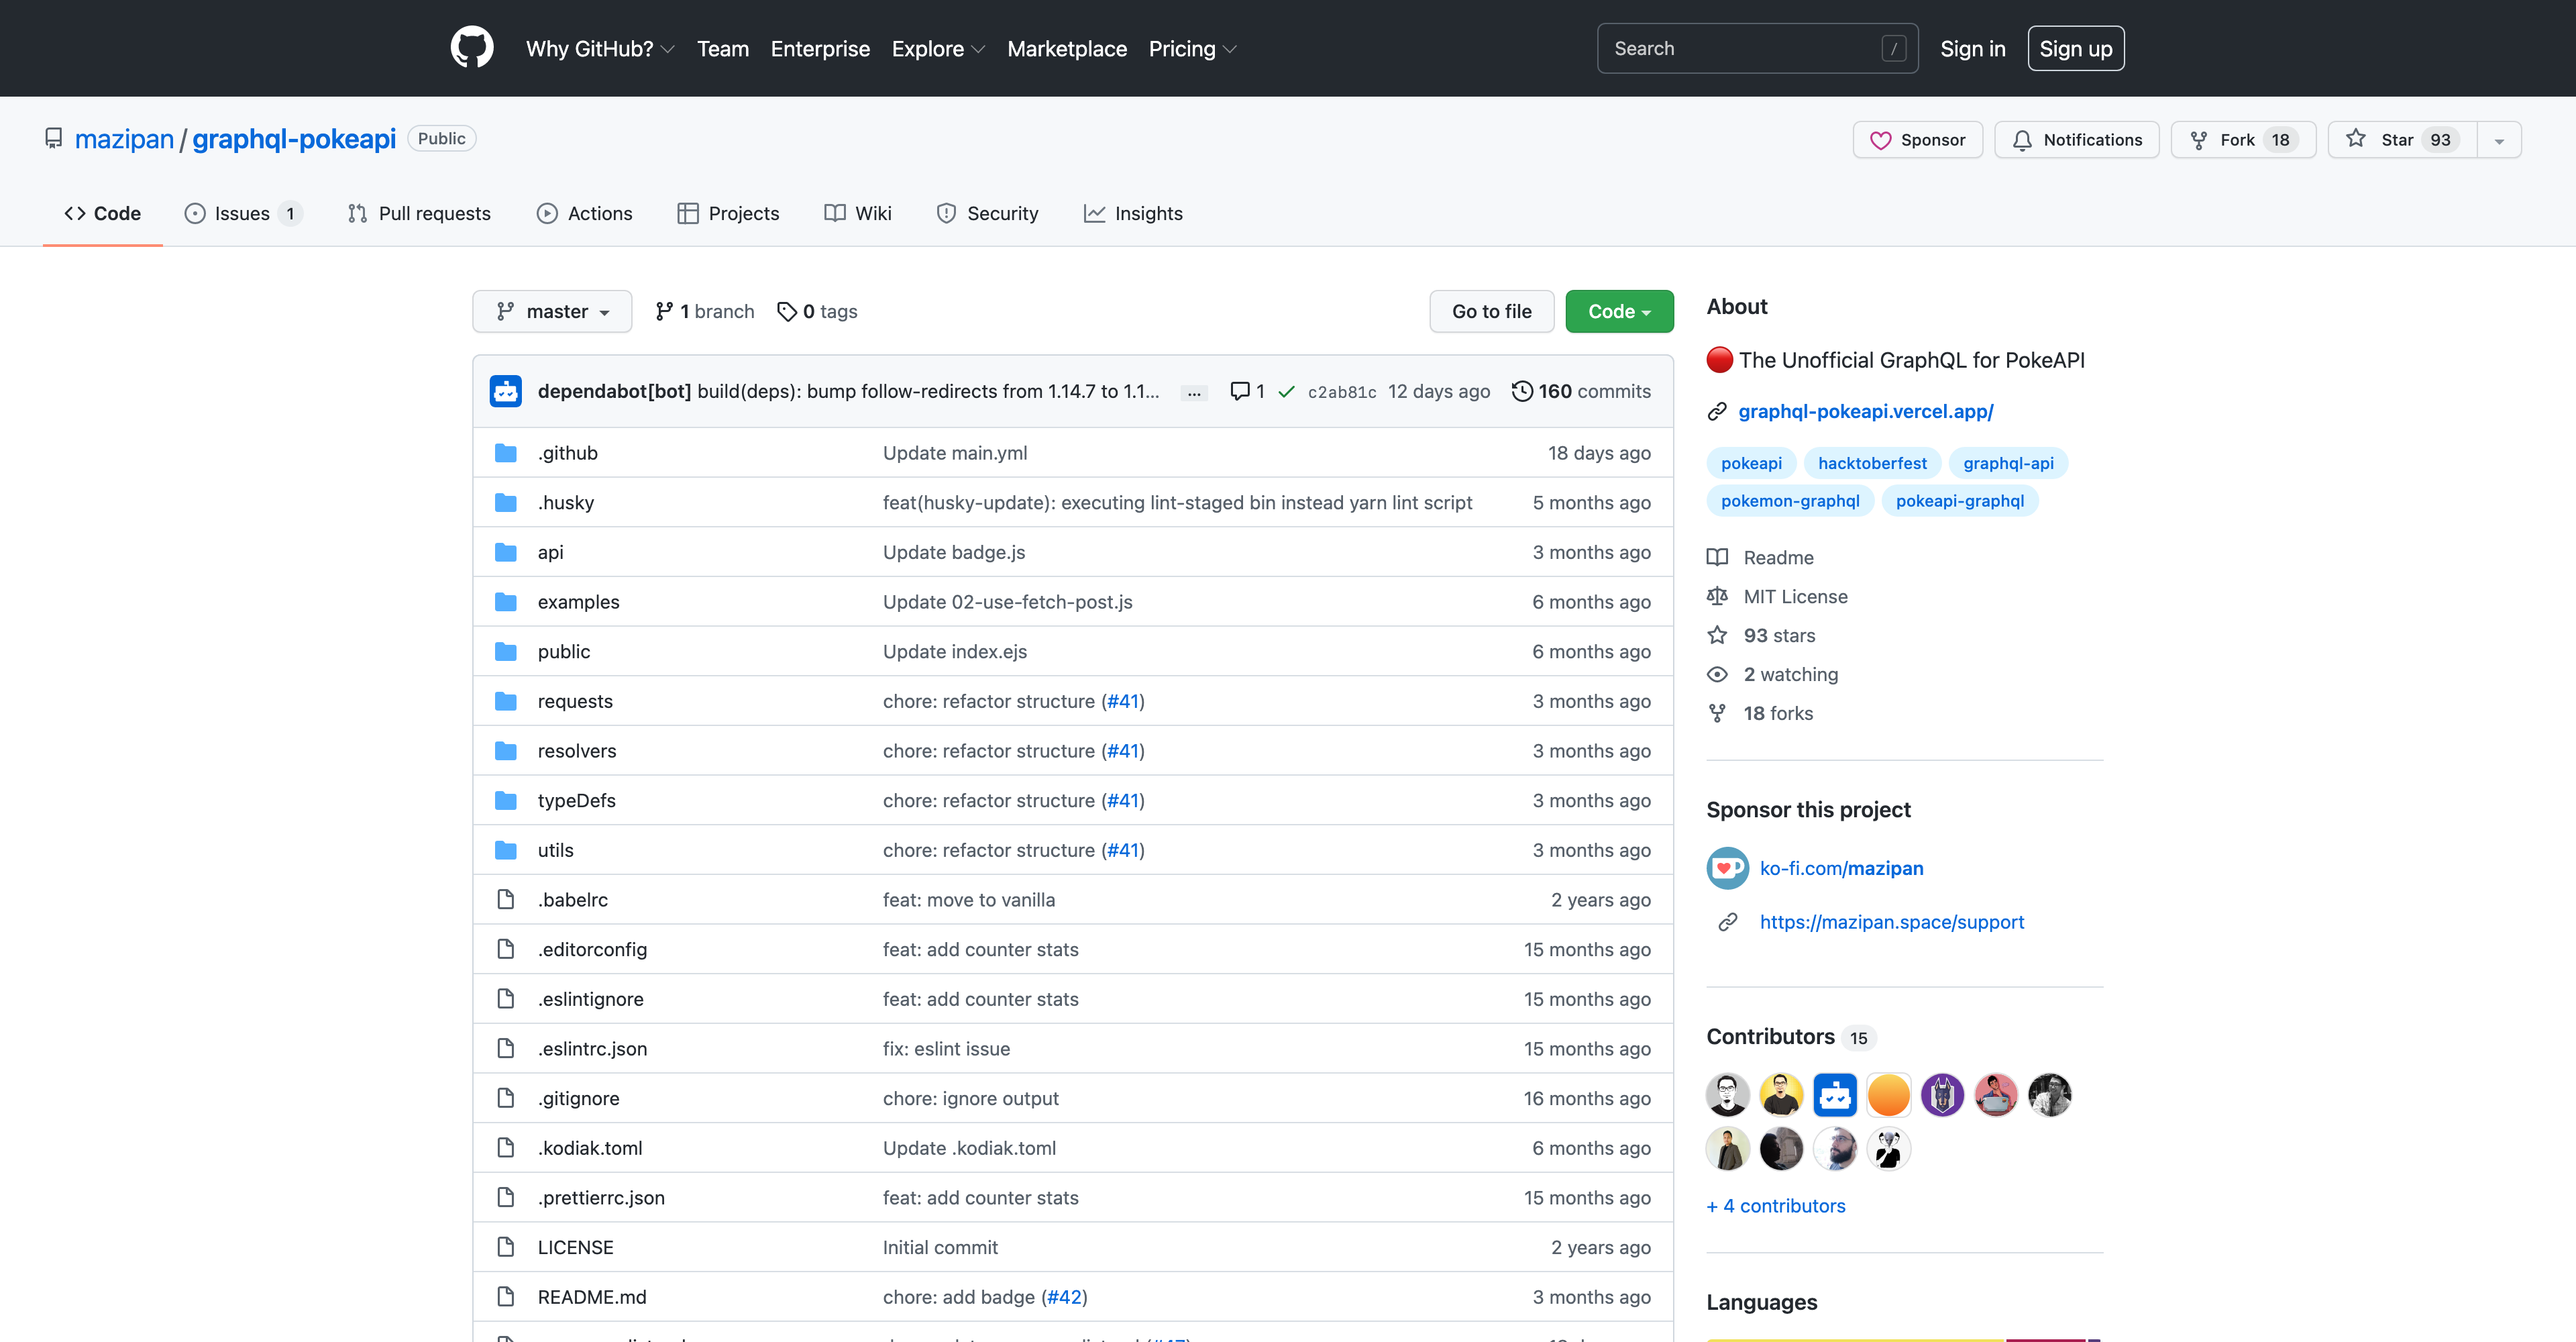 Why GitHub? Team Enterprise Explore Marketplace Pricing Search / Sign in Sign up
mazipan / graphql-pokeapi Public Sponsor Notifications Fork 18 Star 93
Code Issues 1 Pull requests Actions Projects Wiki Security Insights
master 1 branch 0 tags Go to file Code
dependabot[bot] build(deps): bump follow-redirects from 1.14.7 to 1.1... ... 1 c2ab81c 12 days ago 160 commits
.github Update main.yml 18 days ago
.husky feat(husky-update): executing lint-staged bin instead yarn lint script 5 months ago
api Update badge.js 3 months ago
examples Update 02-use-fetch-post.js 6 months ago
public Update index.ejs 6 months ago
requests chore: refactor structure (#41) 3 months ago
resolvers chore: refactor structure (#41) 3 months ago
typeDefs chore: refactor structure (#41) 3 months ago
utils chore: refactor structure (#41) 3 months ago
.babelrc feat: move to vanilla 2 years ago
.editorconfig feat: add counter stats 15 months ago
.eslintignore feat: add counter stats 15 months ago
.eslintrc.json fix: eslint issue 15 months ago
.gitignore chore: ignore output 16 months ago
.kodiak.toml Update .kodiak.toml 6 months ago
.prettierrc.json feat: add counter stats 15 months ago
LICENSE Initial commit 2 years ago
README.md chore: add badge (#42) 3 months ago
About
The Unofficial GraphQL for PokeAPI
graphql-pokeapi.vercel.app/
pokeapi hacktoberfest graphql-api
pokemon-graphql pokeapi-graphql
Readme
MIT License
93 stars
2 watching
18 forks
Sponsor this project
ko-fi.com/mazipan
https://mazipan.space/support
Contributors 15
+ 4 contributors
Languages